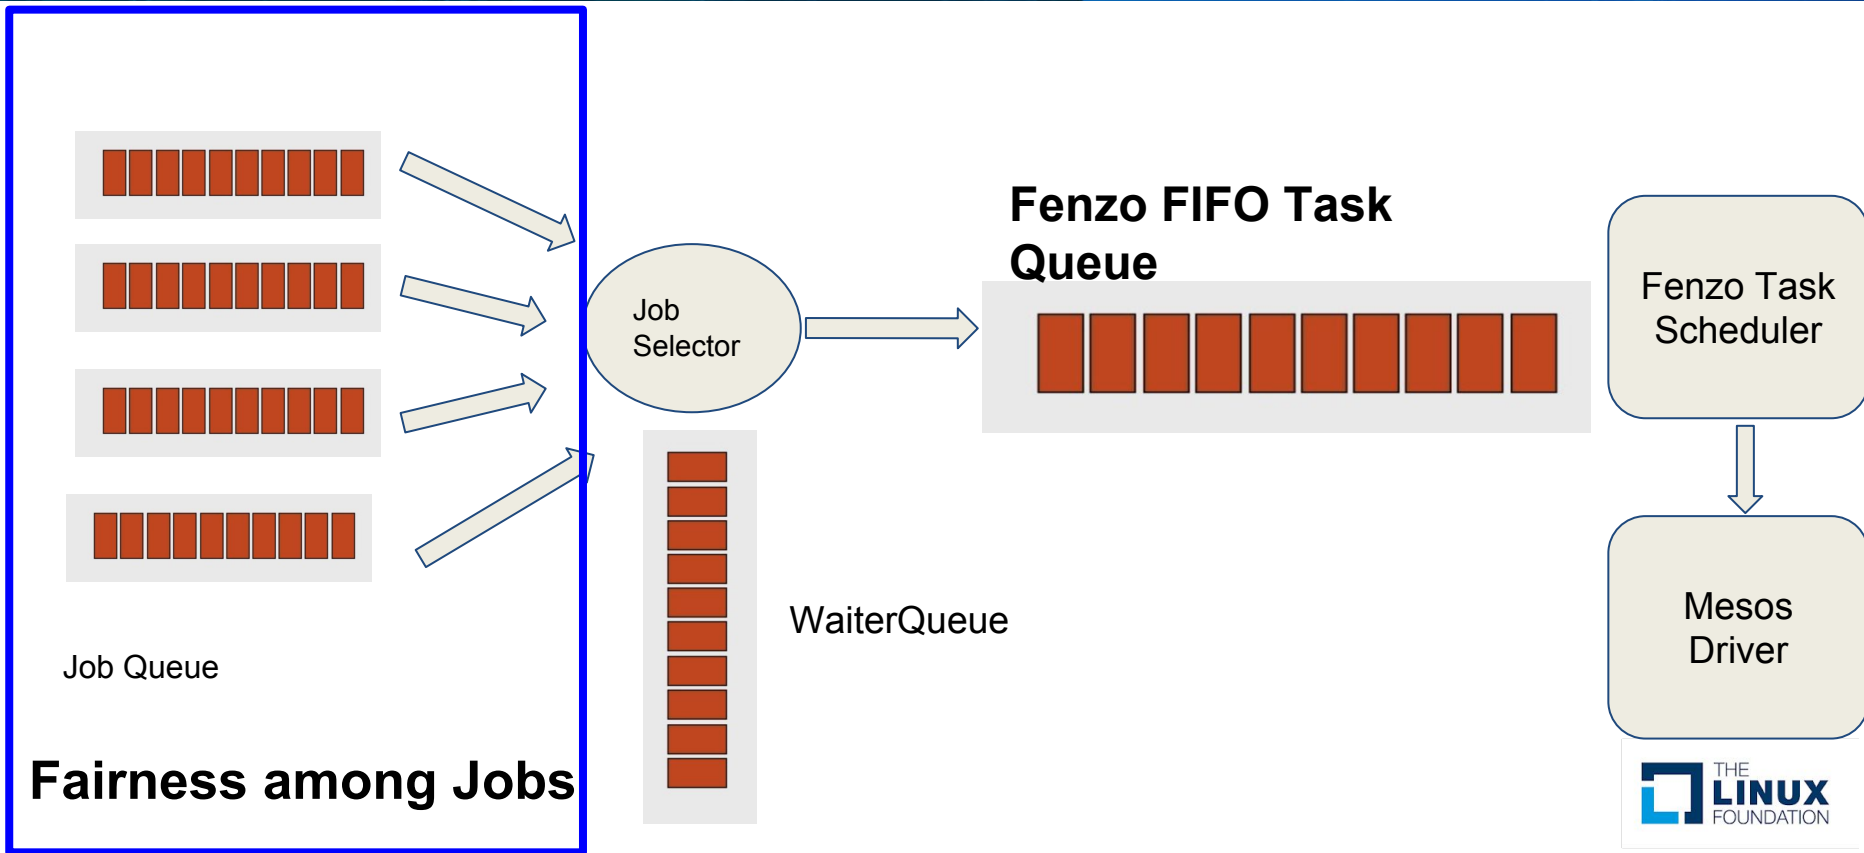 Fenzo FIFO Task
Queue
Fenzo Task
Scheduler
Job
Selector
WaiterQueue
Mesos
Driver
Job Queue
Fairness among Jobs
THE
LINUX
FOUNDATION